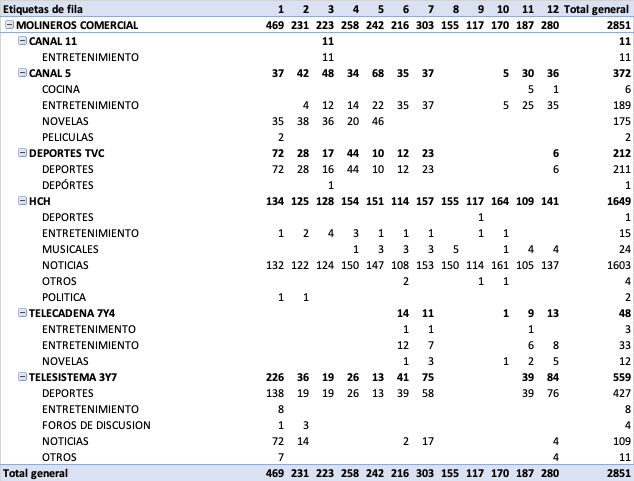 Etiquetas de fila 1 2 3 4 5 6 7 8 9 10 11 12 Total general
MOLINEROS COMERCIAL 469 231 223 258 242 216 303 155 117 170 187 280 2851
CANAL 11 11 11
ENTRETENIMIENTO 11 11
CANAL 5 37 42 48 34 68 35 37 5 30 36 372
COCINA 5 1 6
ENTRETENIMIENTO 4 12 14 22 35 37 5 25 35 189
NOVELAS 35 38 36 20 46 175
PELICULAS 2 2
DEPORTES TVC 72 28 17 44 10 12 23 6 212
DEPORTES 72 28 16 44 10 12 23 6 211
DEPÓRTES 1 1
HCH 134 125 128 154 151 114 157 155 117 164 109 141 1649
DEPORTES 1 1
ENTRETENIMIENTO 1 2 4 3 1 1 1 1 1 15
MUSICALES 1 3 3 3 5 1 4 4 24
NOTICIAS 132 122 124 150 147 108 153 150 114 161 105 137 1603
OTROS 2 1 1 4
POLITICA 1 1 2
TELECADENA 7Y4 14 11 1 9 13 48
ENTRETENIMENTO 1 1 1 3
ENTRETENIMIENTO 12 7 6 8 33
NOVELAS 1 3 1 2 5 12
TELESISTEMA 3Y7 226 36 19 26 13 41 75 39 84 559
DEPORTES 138 19 19 26 13 39 58 39 76 427
ENTRETENIMIENTO 8 8
FOROS DE DISCUSION 1 3 4
NOTICIAS 72 14 2 17 4 109
OTROS 7 4 11
Total general 469 231 223 258 242 216 303 155 117 170 187 280 2851